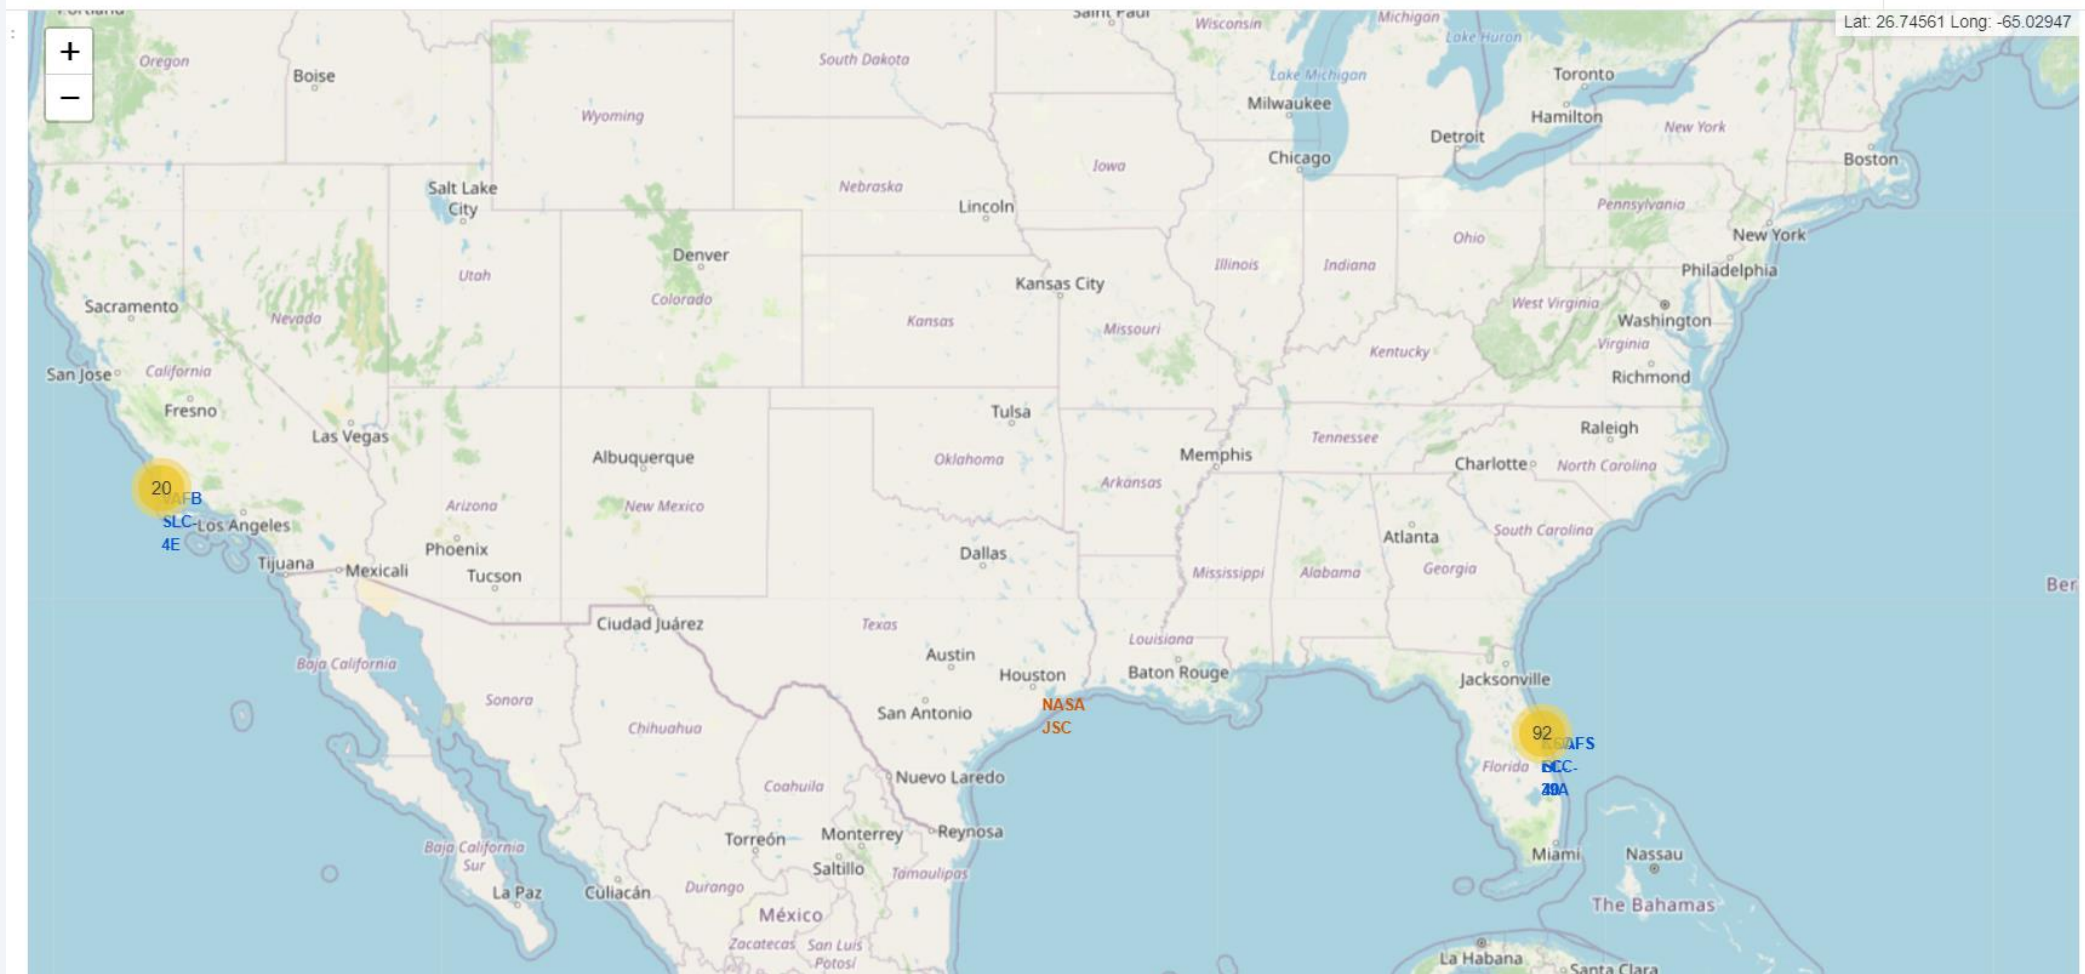 Portland
Saint Paul
Wisconsin
Michigan
Lat: 26.74561 Long: -65.02947
+
−
Oregon
Boise
South Dakota
Lake Huron
Lake Michigan
Toronto
Milwaukee
Hamilton
Wyoming
New York
Detroit
Chicago
Boston
Iowa
Salt Lake
City
Nebraska
Lincoln
Pennsylvania
New York
Ohio
Denver
Utah
Illinois
Indiana
Philadelphia
Kansas City
Colorado
Sacramento
Nevada
Kansas
Missouri
West Virginia
Washington
Virginia
Kentucky
San Jose
California
Richmond
Fresno
Tulsa
Las Vegas
Raleigh
Tennessee
Albuquerque
Oklahoma
Memphis
Charlotte
North Carolina
Arkansas
20
VAFB
SLC-
4E
Los Angeles
Arizona
New Mexico
South Carolina
Atlanta
Phoenix
Dallas
Tijuana
Mexicali
Tucson
Mississippi
Alabama
Georgia
Ber
Ciudad Juárez
Texas
Louisiana
Austin
Baja California
Houston
Baton Rouge
Jacksonville
Sonora
NASA
JSC
San Antonio
Chihuahua
92
AFS
Florida
Nuevo Laredo
Coahuila
Torreón
Monterrey
Reynosa
Baja California
Sur
Miami
Nassau
Saltillo
Tamaulipas
La Paz
Culiacán
Durango
México
The Bahamas
Zacatecas
San Luis
Potosí
La Habana
Santa Clara